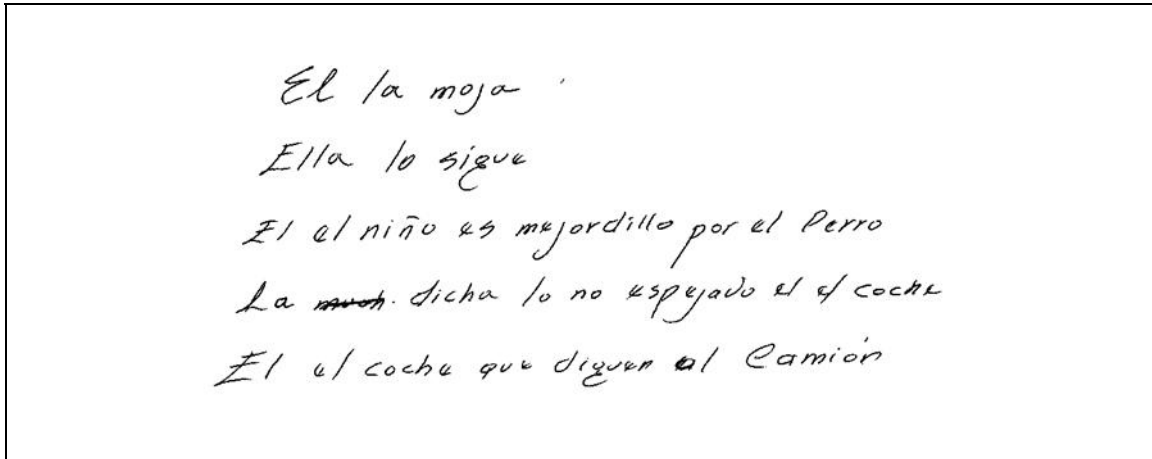 El la moja
Ella lo sigue
El el niño es mejordillo por el Perro
La dicha lo no espejado el el coche
El el coche que diguen al Camión